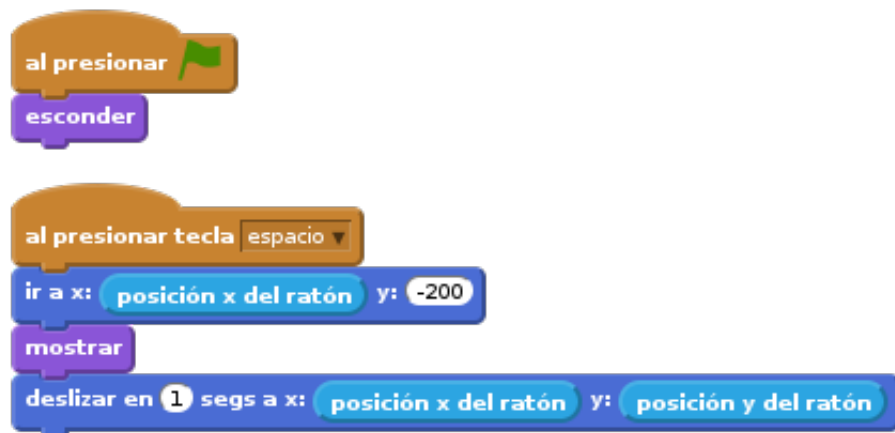 al presionar
esconder
al presionar tecla espacio
ir a x: posición x del ratón y: -200
mostrar
deslizar en 1 segs a x: posición x del ratón y: posición y del ratón